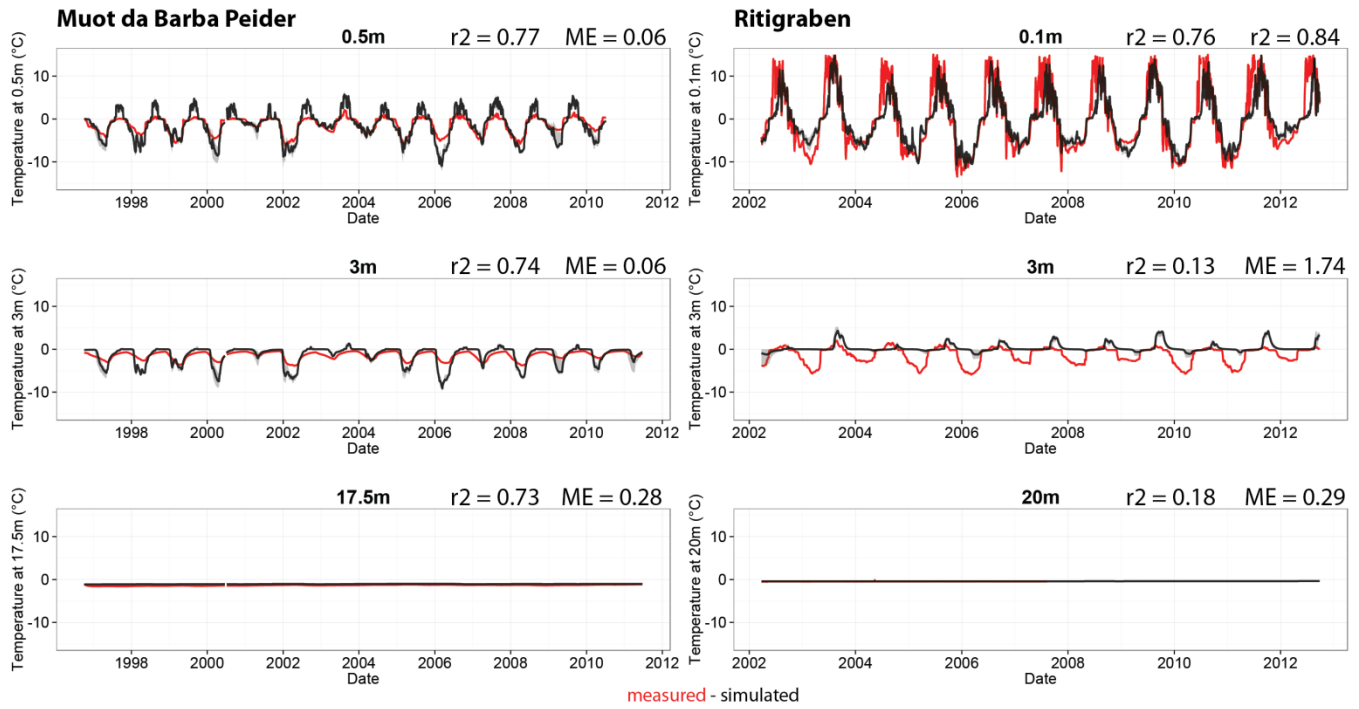 Muot da Barba Peider
0.5m r2 = 0.77 ME = 0.06
Temperature at 0.5m (°C)
10
0
-10
1998 2000 2002 2004 2006 2008 2010 2012
Date
3m r2 = 0.74 ME = 0.06
Temperature at 3m (°C)
10
0
-10
1998 2000 2002 2004 2006 2008 2010 2012
Date
17.5m r2 = 0.73 ME = 0.28
Temperature at 17.5m (°C)
10
0
-10
1998 2000 2002 2004 2006 2008 2010 2012
Date
Ritigraben
0.1m r2 = 0.76 r2 = 0.84
Temperature at 0.1m (°C)
10
0
-10
2002 2004 2006 2008 2010 2012
Date
3m r2 = 0.13 ME = 1.74
Temperature at 3m (°C)
10
0
-10
2002 2004 2006 2008 2010 2012
Date
20m r2 = 0.18 ME = 0.29
Temperature at 20m (°C)
10
0
-10
2002 2004 2006 2008 2010 2012
Date
measured - simulated